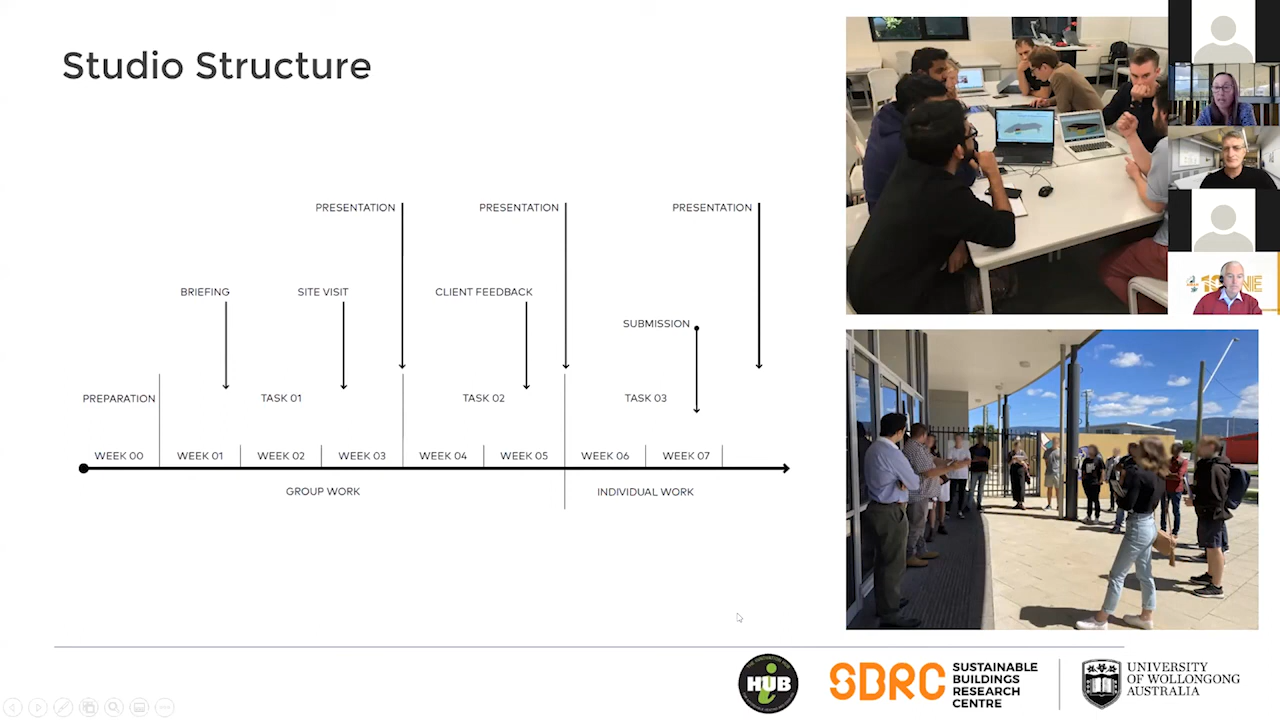 Studio Structure
PRESENTATION
PRESENTATION
PRESENTATION
BRIEFING
SITE VISIT
CLIENT FEEDBACK
SUBMISSION
PREPARATION
TASK 01
TASK 02
TASK 03
WEEK 00
WEEK 01
WEEK 02
WEEK 03
WEEK 04
WEEK 05
WEEK 06
WEEK 07
GROUP WORK
INDIVIDUAL WORK
iHUB
SDRC
SUSTAINABLE
BUILDINGS
RESEARCH
CENTRE
UNIVERSITY
OF WOLLONGONG
AUSTRALIA